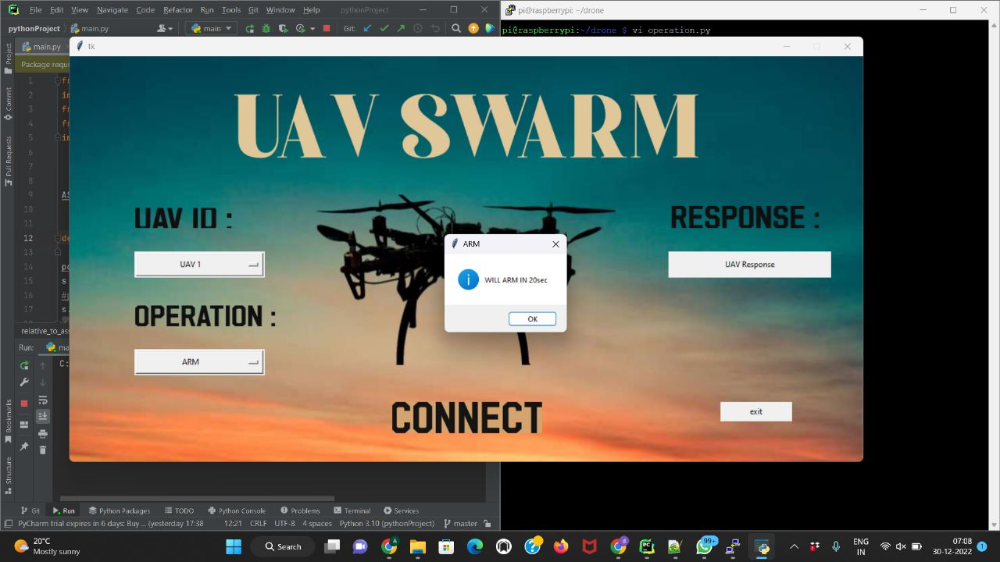 File Edit View Navigate Code Refactor Run Tools Git Window Help pythonProject
pi@raspberrypi: ~/drone
pythonProject main.py
main
Git:
pi@raspberrypi:~/drone $ vi operation.py
main.py
tk
Package requi
Project
Commit
Pull Requests
Bookmarks
Structure
1 fr
2 im
3 fr
4 fr
5 im
6
7
8
9 AS
10
11
12 de
13
14 po
15 s
16 #p
17 s.
relative_to_ass
Run: ma
C:
UAV SWARM
UAV ID :
UAV 1
OPERATION :
ARM
ARM
WILL ARM IN 20sec
OK
RESPONSE :
UAV Response
CONNECT
exit
Git Run Python Packages TODO Python Console Problems Terminal Services
PyCharm trial expires in 6 days: Buy ... (yesterday 17:38 12:21 CRLF UTF-8 4 spaces Python 3.10 (pythonProject) master
20°C
Mostly sunny
Search
A
d
99+
ENG
IN
07:08
30-12-2022
1